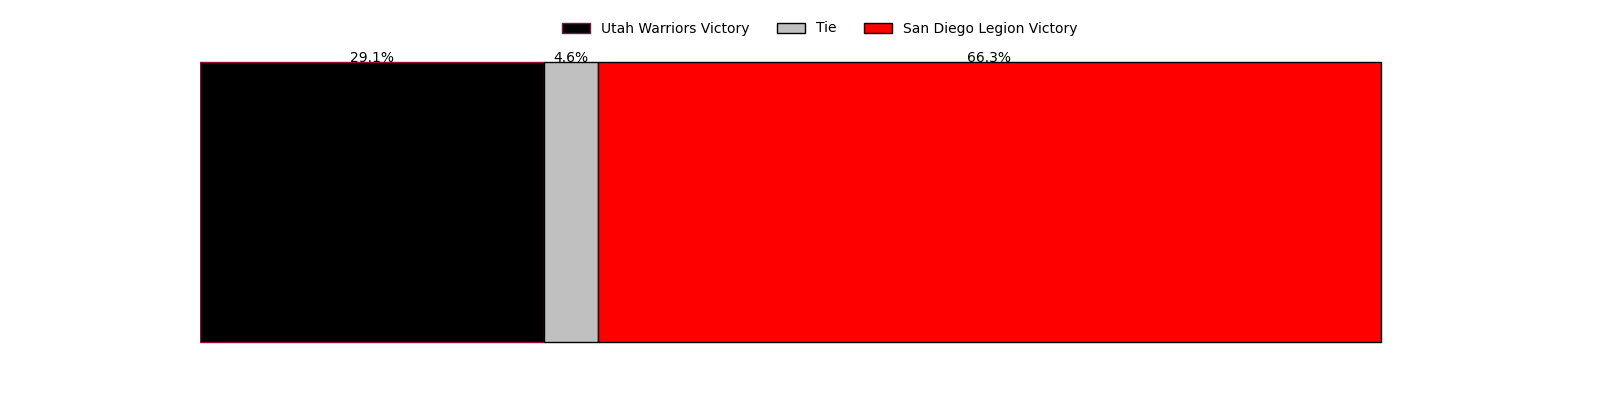 Utah Warriors Victory Tie San Diego Legion Victory
29.1% 4.6% 66.3%